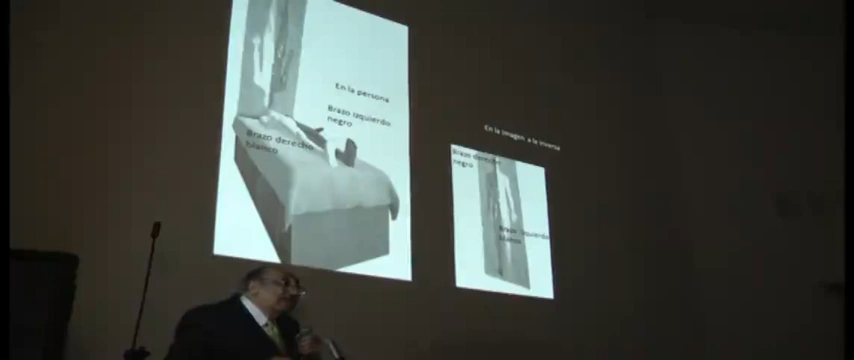 En la persona
Brazo izquierdo
negro
Brazo derecho
blanco
En la imagen a la inversa
Brazo derecho
negro
Brazo izquierdo
blanco